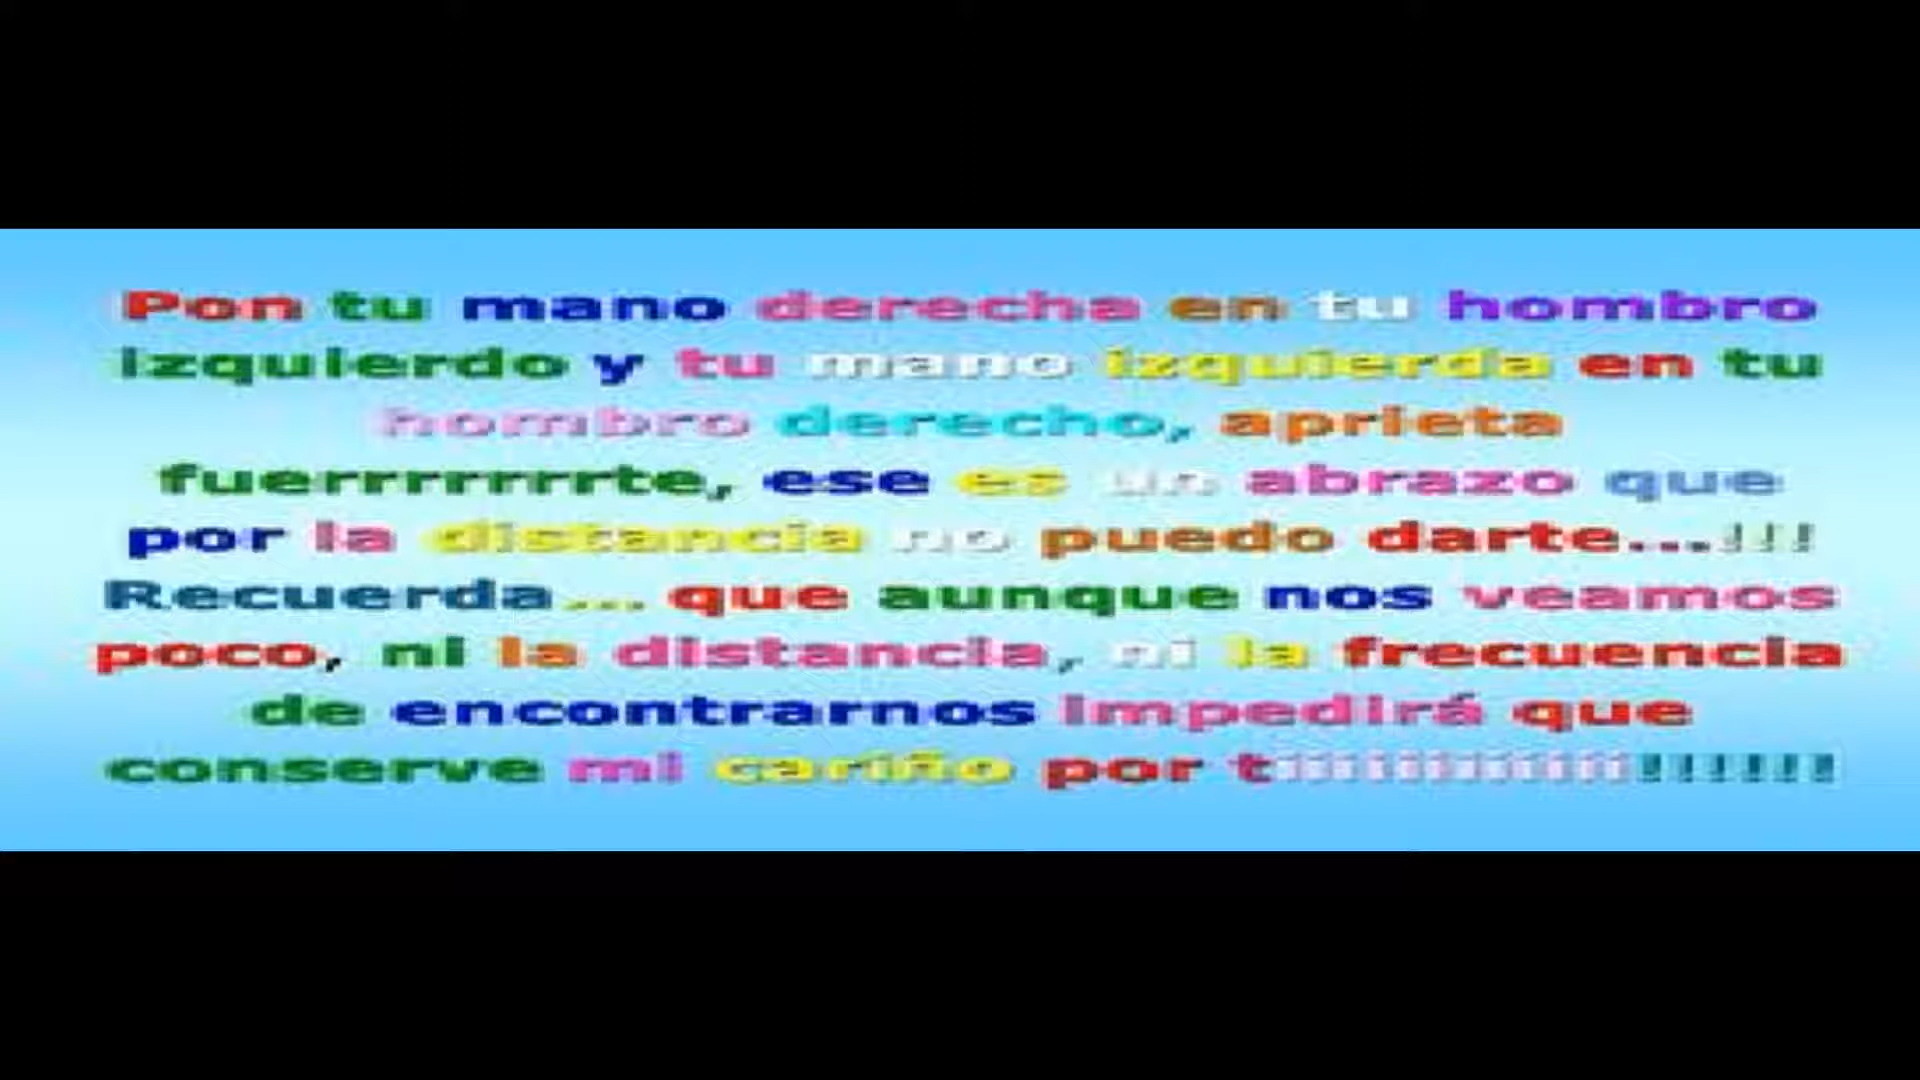 Pon tu mano derecha en tu hombro
izquierdo y tu mano izquierda en tu
hombro derecho, aprieta
fuerrrrrrrrte, ese es un abrazo que
por la distancia no puedo darte...!!!
Recuerda... que aunque nos veamos
poco, ni la distancia, ni la frecuencia
de encontrarnos impedirá que
conserve mi cariño por tiiiiiiiiiiiiiiii!!!!!!!